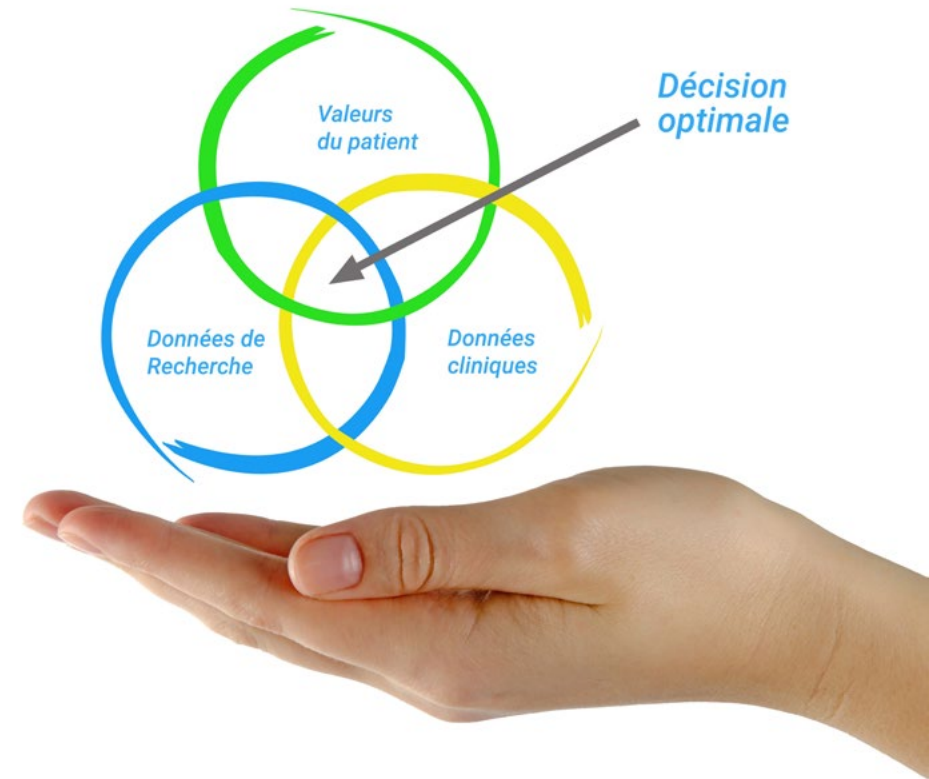 Valeurs
du patient
Décision
optimale
Données de
Recherche
Données
cliniques